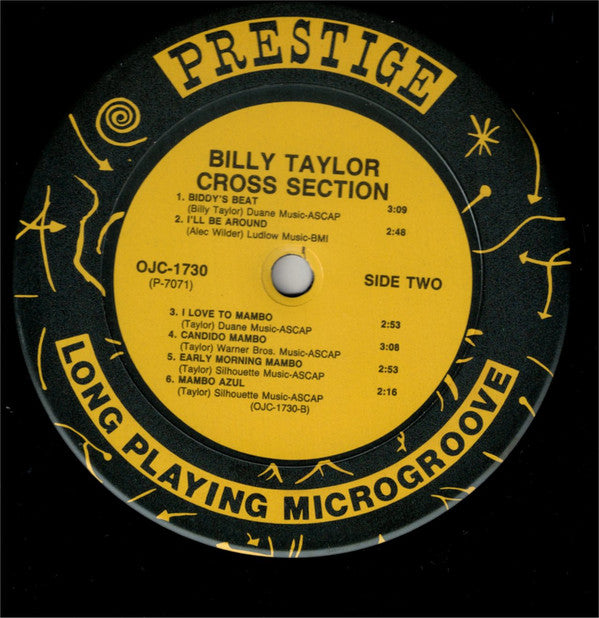 PRESTIGE
BILLY TAYLOR
CROSS SECTION
1. BIDDY'S BEAT 3:09
(Billy Taylor) Duane Music-ASCAP
2. I'LL BE AROUND 2:48
(Alec Wilder) Ludlow Music-BMI
OJC-1730
(P-7071)
SIDE TWO
3. I LOVE TO MAMBO 2:53
(Taylor) Duane Music-ASCAP
4. CANDIDO MAMBO 3:08
(Taylor) Warner Bros. Music-ASCAP
5. EARLY MORNING MAMBO 2:53
(Taylor) Silhouette Music-ASCAP
6. MAMBO AZUL 2:16
(Taylor) Silhouette Music-ASCAP
(OJC-1730-B)
LONG PLAYING MICROGROOVE